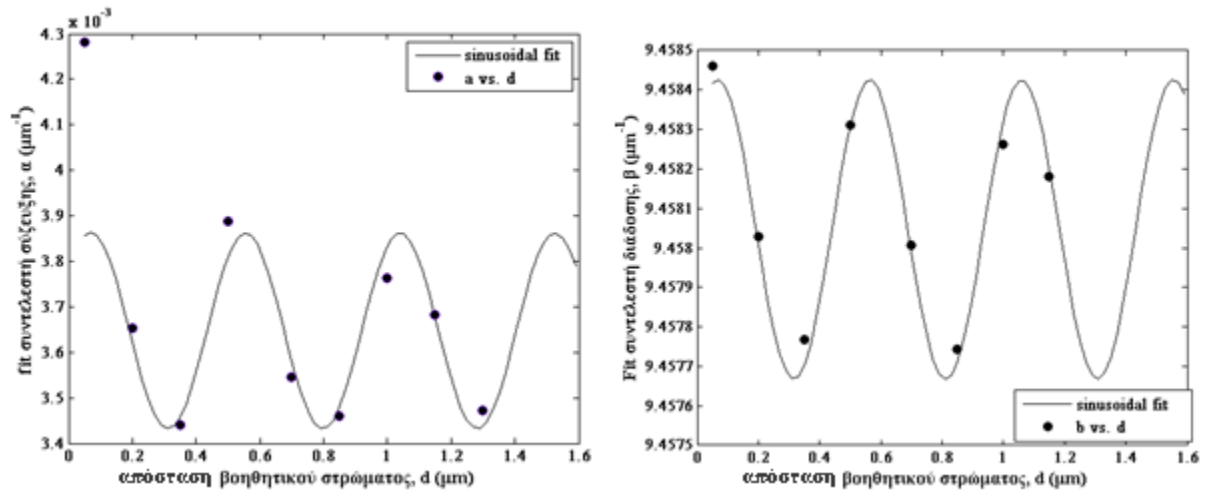 x 10⁻³
4.3
4.2
4.1
4
3.9
3.8
3.7
3.6
3.5
3.4
0 0.2 0.4 0.6 0.8 1 1.2 1.4 1.6
fit συντελεστή σύζευξης, α (μm⁻¹)
απόσταση βοηθητικού στρώματος, d (μm)
sinusoidal fit
a vs. d
9.4585
9.4584
9.4583
9.4582
9.4581
9.458
9.4579
9.4578
9.4577
9.4576
9.4575
0 0.2 0.4 0.6 0.8 1 1.2 1.4 1.6
Fit συντελεστή διάδοσης, β (μm⁻¹)
απόσταση βοηθητικού στρώματος, d (μm)
sinusoidal fit
b vs. d